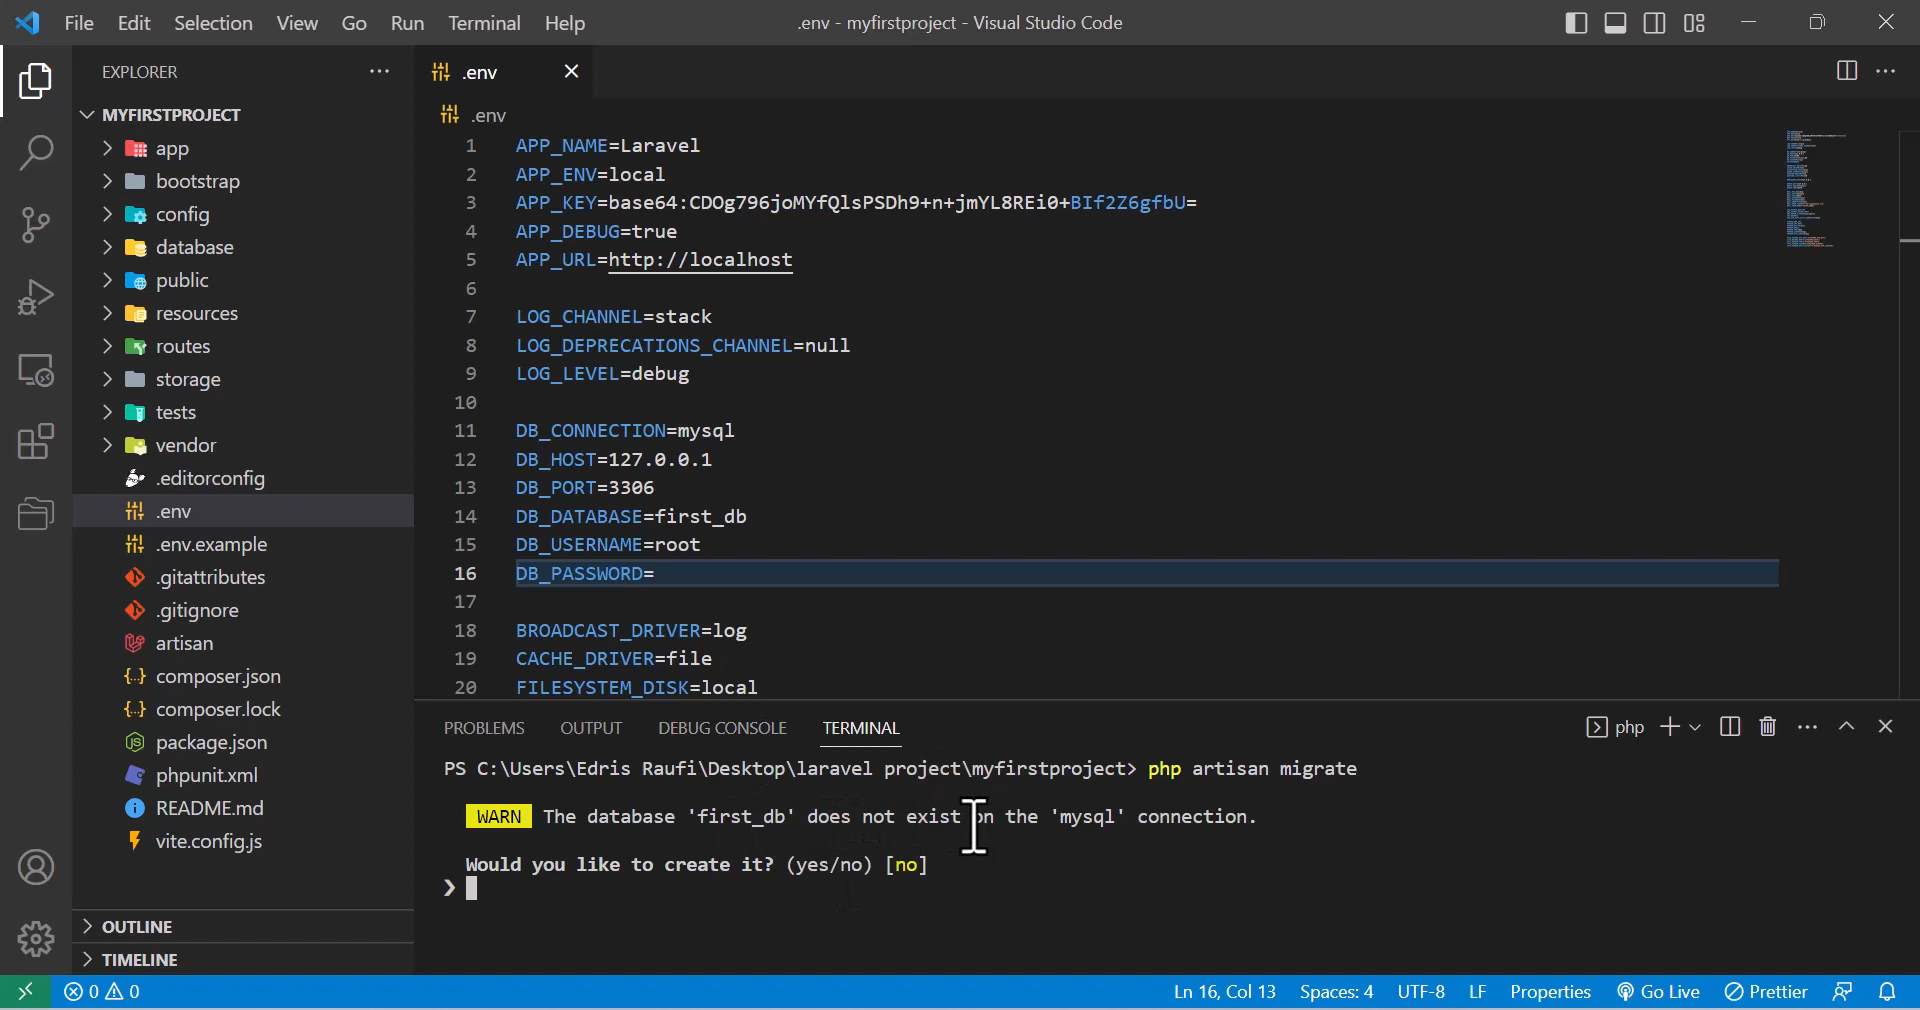 File Edit Selection View Go Run Terminal Help
.env - myfirstproject - Visual Studio Code
EXPLORER
MYFIRSTPROJECT
app
bootstrap
config
database
public
resources
routes
storage
tests
vendor
.editorconfig
.env
.env.example
.gitattributes
.gitignore
artisan
composer.json
composer.lock
package.json
phpunit.xml
README.md
vite.config.js
OUTLINE
TIMELINE
.env
.env
1 APP_NAME=Laravel
2 APP_ENV=local
3 APP_KEY=base64:CDOg796joMYfQlsPSDh9+n+jmYL8REi0+BIf2Z6gfbU=
4 APP_DEBUG=true
5 APP_URL=http://localhost
6
7 LOG_CHANNEL=stack
8 LOG_DEPRECATIONS_CHANNEL=null
9 LOG_LEVEL=debug
10
11 DB_CONNECTION=mysql
12 DB_HOST=127.0.0.1
13 DB_PORT=3306
14 DB_DATABASE=first_db
15 DB_USERNAME=root
16 DB_PASSWORD=
17
18 BROADCAST_DRIVER=log
19 CACHE_DRIVER=file
20 FILESYSTEM_DISK=local
PROBLEMS OUTPUT DEBUG CONSOLE TERMINAL
php
PS C:\Users\Edris Raufi\Desktop\laravel project\myfirstproject> php artisan migrate
WARN The database 'first_db' does not exist on the 'mysql' connection.
Would you like to create it? (yes/no) [no]
❯
0 0
Ln 16, Col 13 Spaces: 4 UTF-8 LF Properties Go Live Prettier